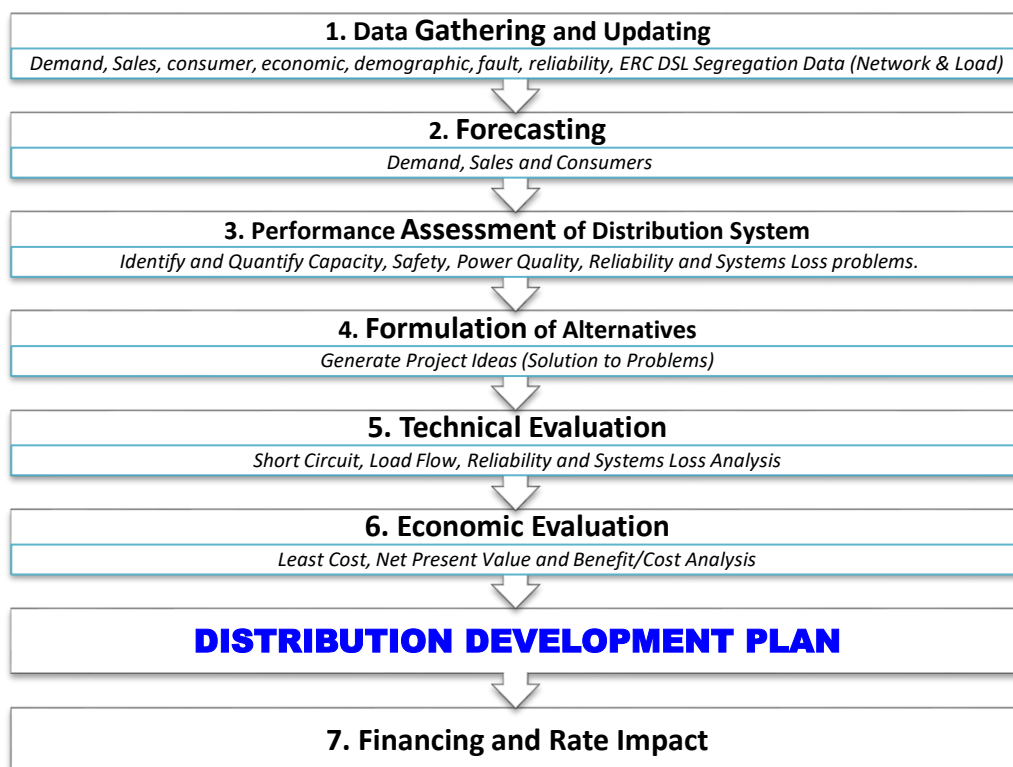 1. Data Gathering and Updating
Demand, Sales, consumer, economic, demographic, fault, reliability, ERC DSL Segregation Data (Network & Load)
2. Forecasting
Demand, Sales and Consumers
3. Performance Assessment of Distribution System
Identify and Quantify Capacity, Safety, Power Quality, Reliability and Systems Loss problems.
4. Formulation of Alternatives
Generate Project Ideas (Solution to Problems)
5. Technical Evaluation
Short Circuit, Load Flow, Reliability and Systems Loss Analysis
6. Economic Evaluation
Least Cost, Net Present Value and Benefit/Cost Analysis
DISTRIBUTION DEVELOPMENT PLAN
7. Financing and Rate Impact